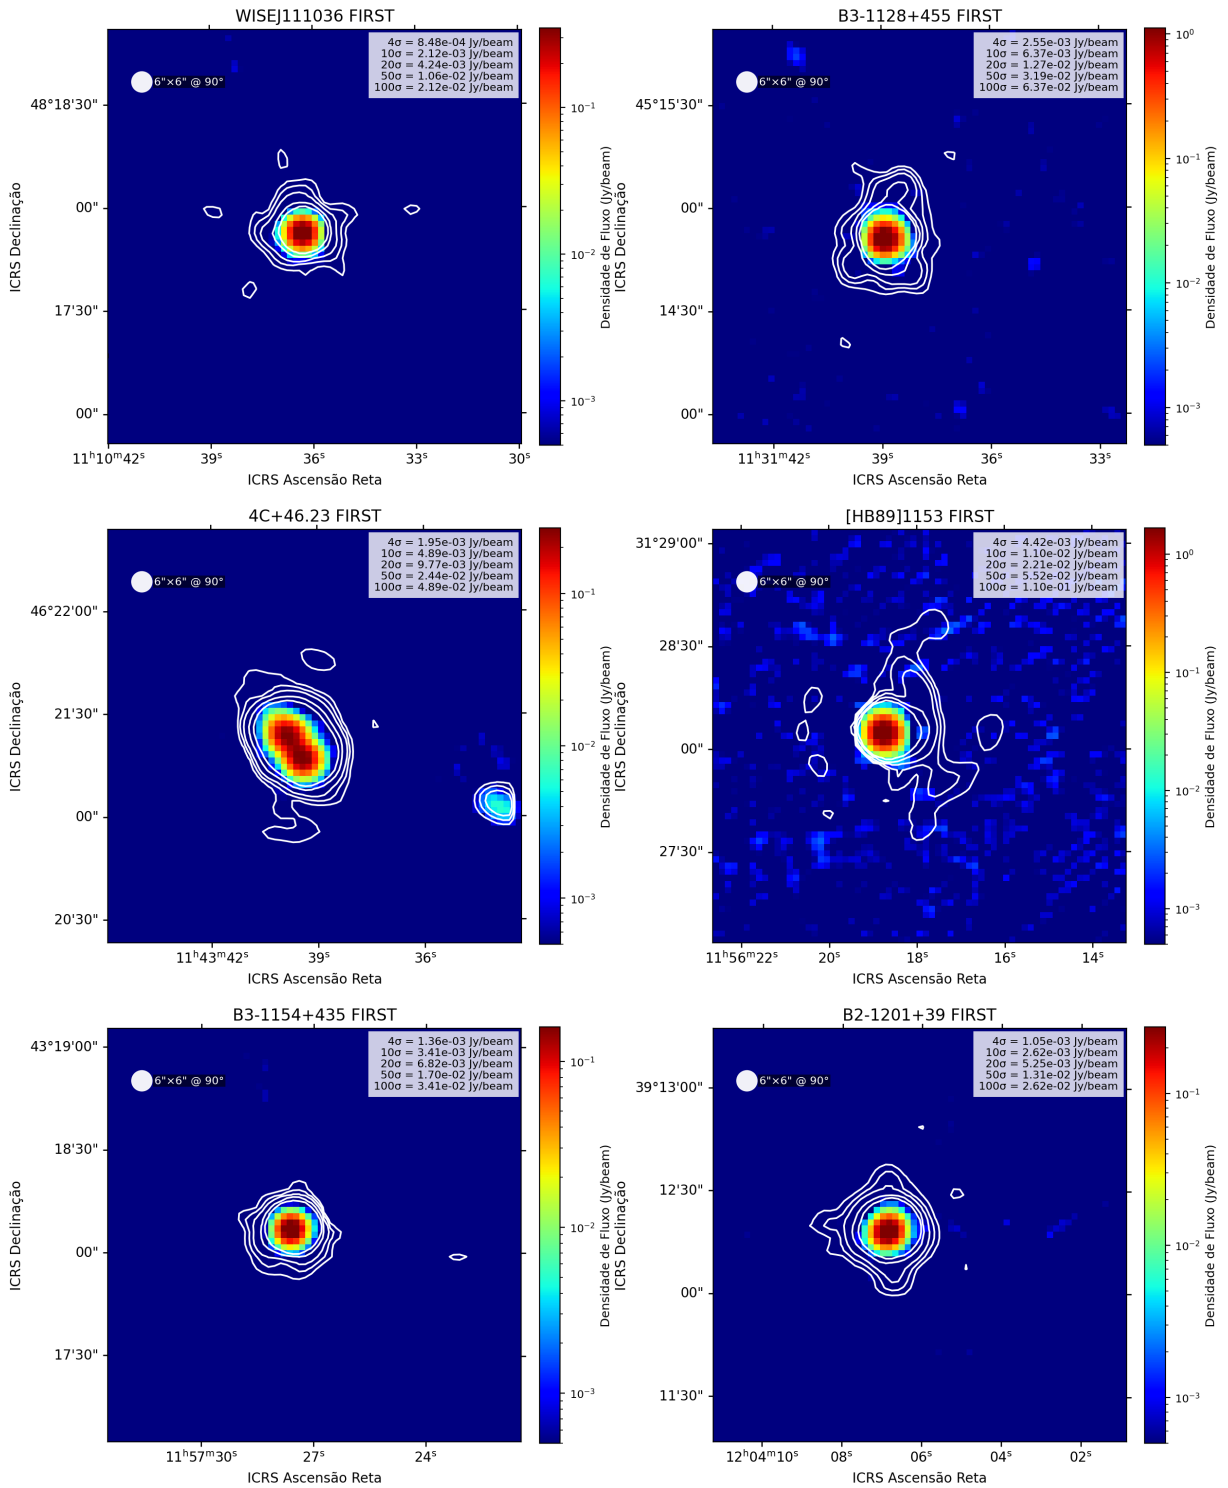 WISEJ111036 FIRST
4σ = 8.48e-04 Jy/beam
10σ = 2.12e-03 Jy/beam
20σ = 4.24e-03 Jy/beam
50σ = 1.06e-02 Jy/beam
100σ = 2.12e-02 Jy/beam
6"×6" @ 90°
48°18'30"
00"
17'30"
00"
ICRS Declinação
11ʰ10ᵐ42ˢ 39ˢ 36ˢ 33ˢ 30ˢ
ICRS Ascensão Reta
10⁻¹
10⁻²
10⁻³
Densidade de Fluxo (Jy/beam)
B3-1128+455 FIRST
4σ = 2.55e-03 Jy/beam
10σ = 6.37e-03 Jy/beam
20σ = 1.27e-02 Jy/beam
50σ = 3.19e-02 Jy/beam
100σ = 6.37e-02 Jy/beam
6"×6" @ 90°
45°15'30"
00"
14'30"
00"
ICRS Declinação
11ʰ31ᵐ42ˢ 39ˢ 36ˢ 33ˢ
ICRS Ascensão Reta
10⁰
10⁻¹
10⁻²
10⁻³
Densidade de Fluxo (Jy/beam)
4C+46.23 FIRST
4σ = 1.95e-03 Jy/beam
10σ = 4.89e-03 Jy/beam
20σ = 9.77e-03 Jy/beam
50σ = 2.44e-02 Jy/beam
100σ = 4.89e-02 Jy/beam
6"×6" @ 90°
46°22'00"
21'30"
00"
20'30"
ICRS Declinação
11ʰ43ᵐ42ˢ 39ˢ 36ˢ
ICRS Ascensão Reta
10⁻¹
10⁻²
10⁻³
Densidade de Fluxo (Jy/beam)
[HB89]1153 FIRST
4σ = 4.42e-03 Jy/beam
10σ = 1.10e-02 Jy/beam
20σ = 2.21e-02 Jy/beam
50σ = 5.52e-02 Jy/beam
100σ = 1.10e-01 Jy/beam
6"×6" @ 90°
31°29'00"
28'30"
00"
27'30"
ICRS Declinação
11ʰ56ᵐ22ˢ 20ˢ 18ˢ 16ˢ 14ˢ
ICRS Ascensão Reta
10⁰
10⁻¹
10⁻²
10⁻³
Densidade de Fluxo (Jy/beam)
B3-1154+435 FIRST
4σ = 1.36e-03 Jy/beam
10σ = 3.41e-03 Jy/beam
20σ = 6.82e-03 Jy/beam
50σ = 1.70e-02 Jy/beam
100σ = 3.41e-02 Jy/beam
6"×6" @ 90°
43°19'00"
18'30"
00"
17'30"
ICRS Declinação
11ʰ57ᵐ30ˢ 27ˢ 24ˢ
ICRS Ascensão Reta
10⁻¹
10⁻²
10⁻³
Densidade de Fluxo (Jy/beam)
B2-1201+39 FIRST
4σ = 1.05e-03 Jy/beam
10σ = 2.62e-03 Jy/beam
20σ = 5.25e-03 Jy/beam
50σ = 1.31e-02 Jy/beam
100σ = 2.62e-02 Jy/beam
6"×6" @ 90°
39°13'00"
12'30"
00"
11'30"
ICRS Declinação
12ʰ04ᵐ10ˢ 08ˢ 06ˢ 04ˢ 02ˢ
ICRS Ascensão Reta
10⁻¹
10⁻²
10⁻³
Densidade de Fluxo (Jy/beam)